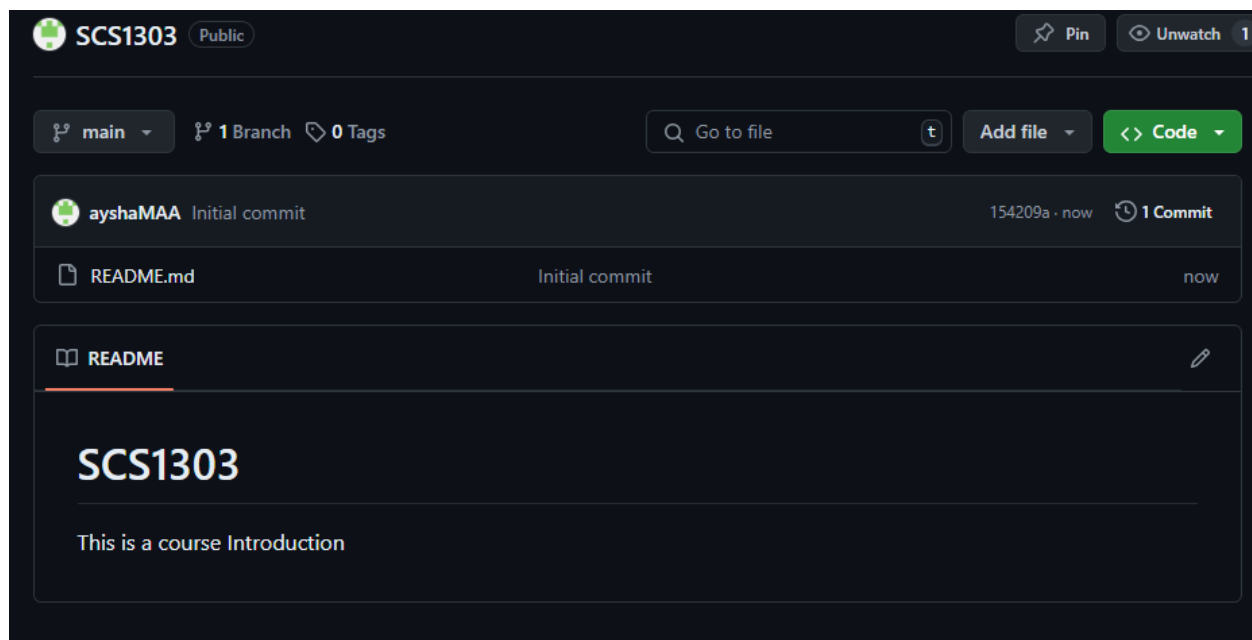 SCS1303 Public Pin Unwatch 1
main 1 Branch 0 Tags Go to file t Add file Code
ayshaMAA Initial commit 154209a · now 1 Commit
README.md Initial commit now
README
SCS1303
This is a course Introduction